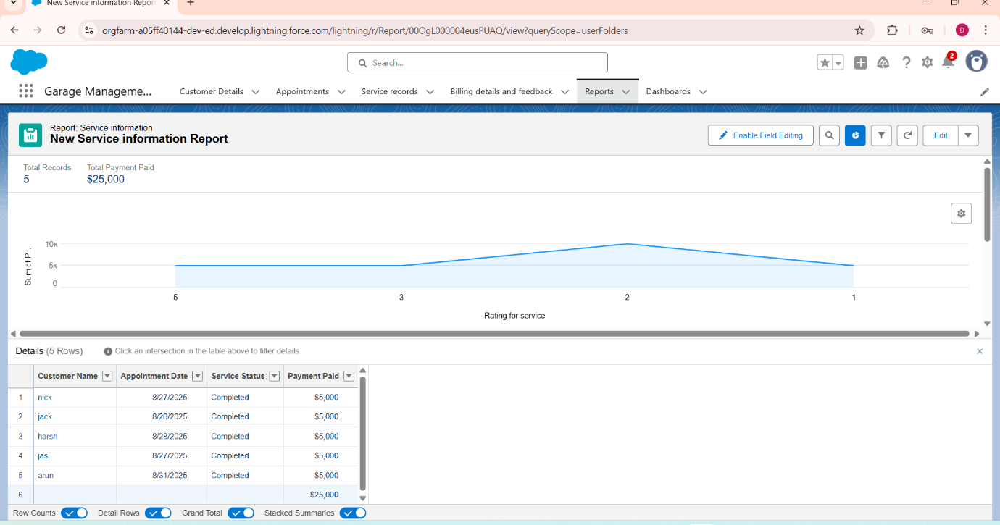 New Service information Repor
orgfarm-a05ff40144-dev-ed.develop.lightning.force.com/lightning/r/Report/00OgL000004eusPUAQ/view?queryScope=userFolders
D
Search...
2
Garage Manageme...
Customer Details
Appointments
Service records
Billing details and feedback
Reports
Dashboards
Report: Service information
New Service information Report
Enable Field Editing
Edit
Total Records
5
Total Payment Paid
$25,000
Sum of P...
10K
5K
0
5
3
2
1
Rating for service
Details (5 Rows)
Click an intersection in the table above to filter details.
Customer Name Appointment Date Service Status Payment Paid
1 nick 8/27/2025 Completed $5,000
2 jack 8/26/2025 Completed $5,000
3 harsh 8/28/2025 Completed $5,000
4 jas 8/27/2025 Completed $5,000
5 arun 8/31/2025 Completed $5,000
6 $25,000
Row Counts Detail Rows Grand Total Stacked Summaries